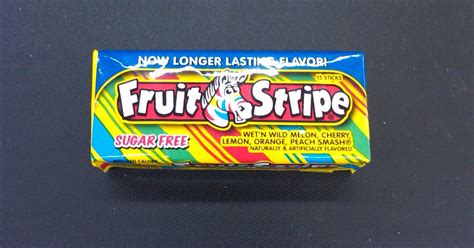 NOW LONGER LASTING FLAVOR!
15 STICKS
Fruit Stripe
SUGAR FREE
WET'N WILD MELON, CHERRY,
LEMON, ORANGE, PEACH SMASH®
NATURALLY & ARTIFICIALLY FLAVORED